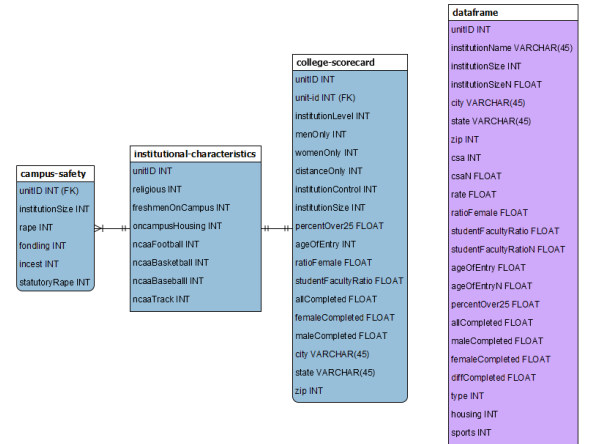 campus-safety
unitID INT (FK)
institutionSize INT
rape INT
fondling INT
incest INT
statutoryRape INT
institutional-characteristics
unitID INT
religious INT
freshmenOnCampus INT
oncampusHousing INT
ncaaFootball INT
ncaaBasketball INT
ncaaBaseballl INT
ncaaTrack INT
college-scorecard
unitID INT
unit-id INT (FK)
institutionLevel INT
menOnly INT
womenOnly INT
distanceOnly INT
institutionControl INT
institutionSize INT
percentOver25 FLOAT
ageOfEntry INT
ratioFemale FLOAT
studentFacultyRatio FLOAT
allCompleted FLOAT
femaleCompleted FLOAT
maleCompleted FLOAT
city VARCHAR(45)
state VARCHAR(45)
zip INT
dataframe
unitID INT
institutionName VARCHAR(45)
institutionSize INT
institutionSizeN FLOAT
city VARCHAR(45)
state VARCHAR(45)
zip INT
csa INT
csaN FLOAT
rate FLOAT
ratioFemale FLOAT
studentFacultyRatio FLOAT
studentFacultyRatioN FLOAT
ageOfEntry FLOAT
ageOfEntryN FLOAT
percentOver25 FLOAT
allCompleted FLOAT
maleCompleted FLOAT
femaleCompleted FLOAT
diffCompleted FLOAT
type INT
housing INT
sports INT